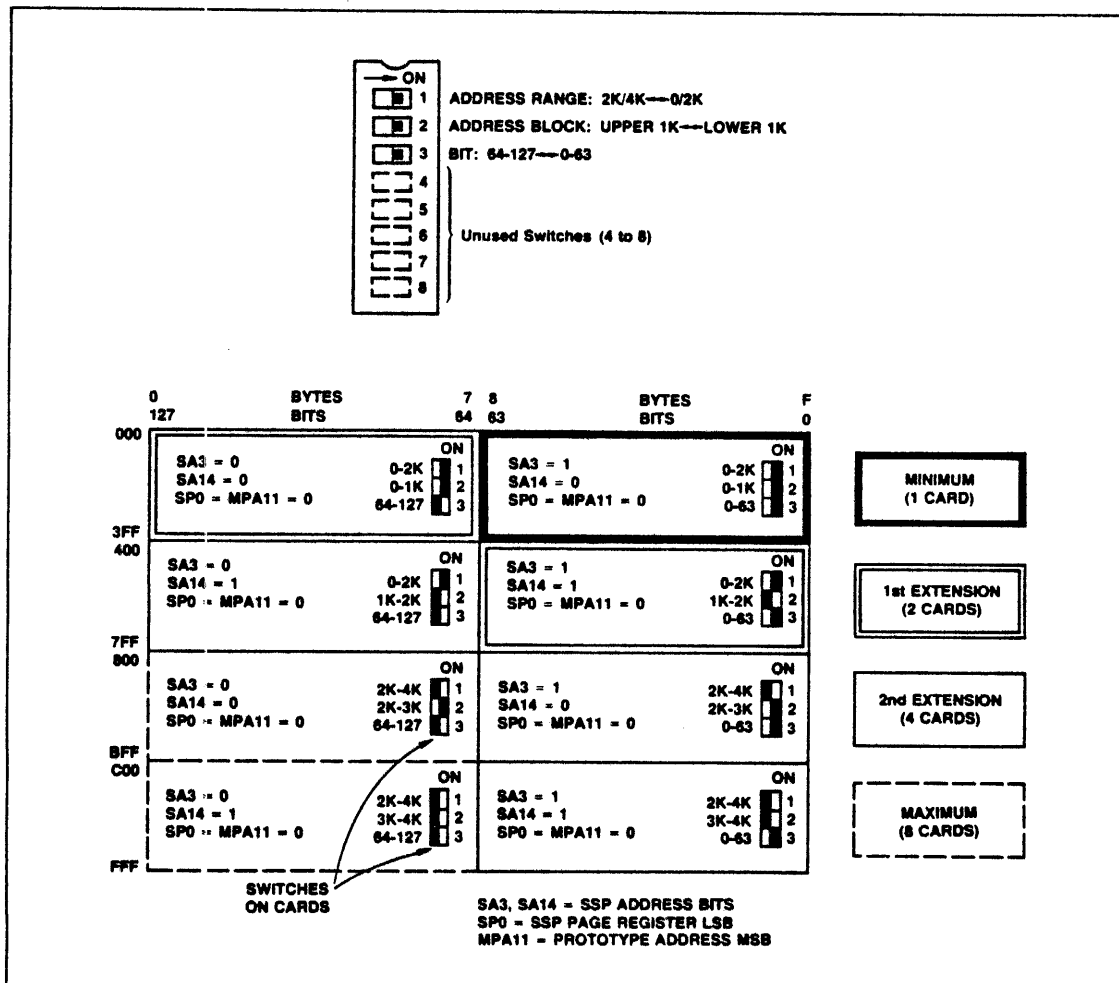 ON
1 ADDRESS RANGE: 2K/4K↔0/2K
2 ADDRESS BLOCK: UPPER 1K↔LOWER 1K
3 BIT: 64-127↔0-63
4
5
6 Unused Switches (4 to 8)
7
8
0 BYTES 7 8 BYTES F
127 BITS 64 63 BITS 0
000
SA3 = 0
SA14 = 0
SP0 = MPA11 = 0
ON
0-2K 1
0-1K 2
64-127 3
SA3 = 1
SA14 = 0
SP0 = MPA11 = 0
ON
0-2K 1
0-1K 2
0-63 3
MINIMUM
(1 CARD)
3FF
400
SA3 = 0
SA14 = 1
SP0 = MPA11 = 0
ON
0-2K 1
1K-2K 2
64-127 3
SA3 = 1
SA14 = 1
SP0 = MPA11 = 0
ON
0-2K 1
1K-2K 2
0-63 3
1st EXTENSION
(2 CARDS)
7FF
800
SA3 = 0
SA14 = 0
SP0 = MPA11 = 0
ON
2K-4K 1
2K-3K 2
64-127 3
SA3 = 1
SA14 = 0
SP0 = MPA11 = 0
ON
2K-4K 1
2K-3K 2
0-63 3
2nd EXTENSION
(4 CARDS)
BFF
C00
SA3 = 0
SA14 = 1
SP0 = MPA11 = 0
ON
2K-4K 1
3K-4K 2
64-127 3
SA3 = 1
SA14 = 1
SP0 = MPA11 = 0
ON
2K-4K 1
3K-4K 2
0-63 3
MAXIMUM
(8 CARDS)
FFF
SWITCHES
ON CARDS
SA3, SA14 = SSP ADDRESS BITS
SP0 = SSP PAGE REGISTER LSB
MPA11 = PROTOTYPE ADDRESS MSB